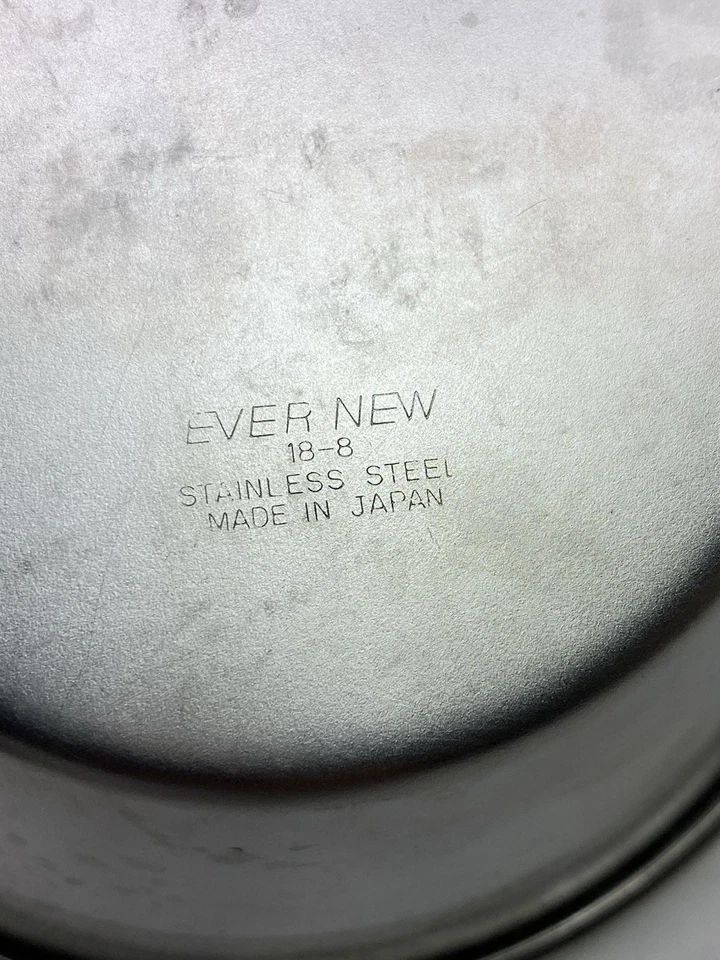 EVER NEW
18-8
STAINLESS STEEL
MADE IN JAPAN